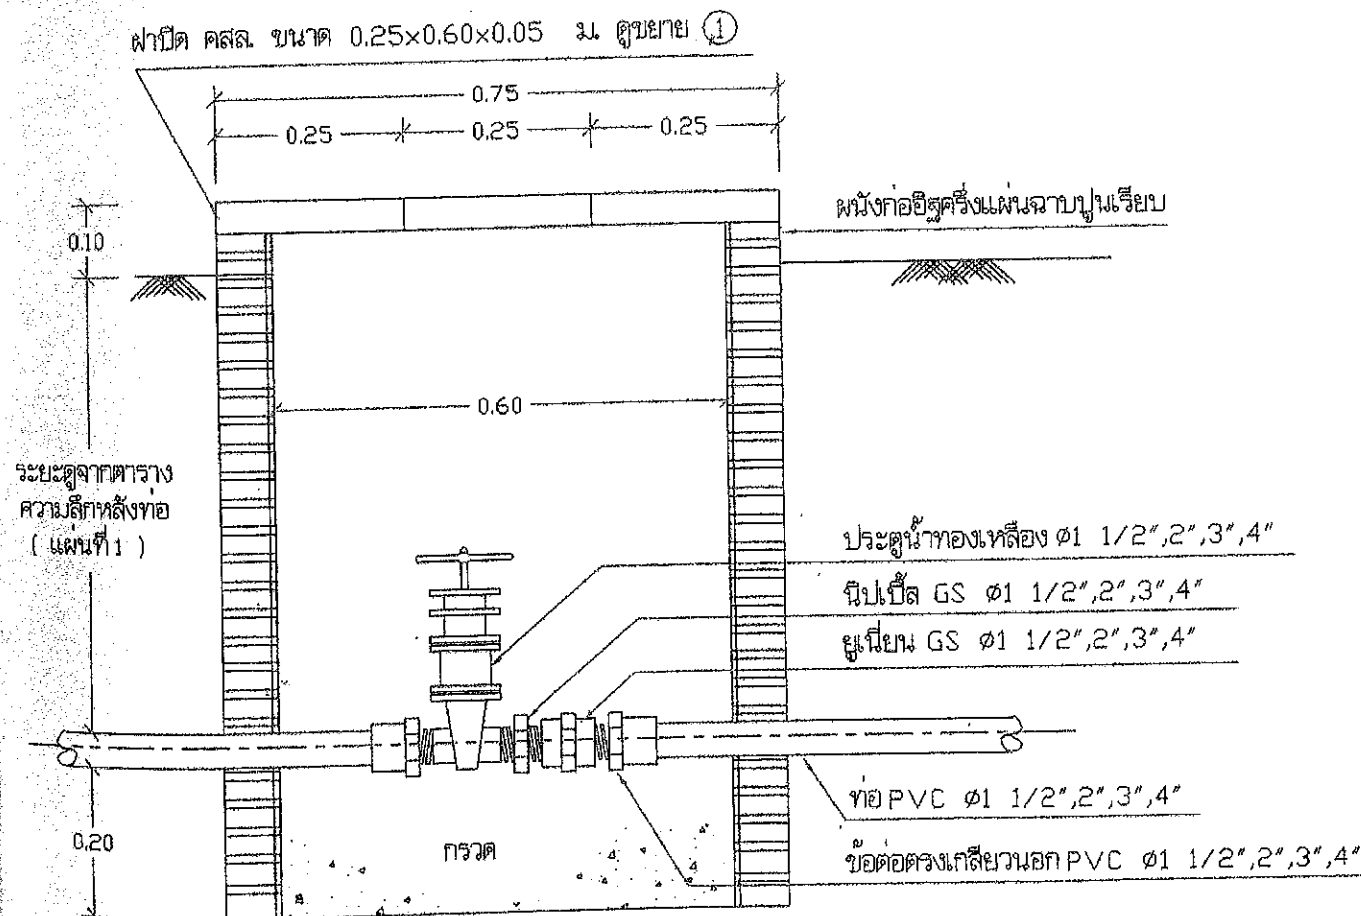 ฝาปิด คสล. ขนาด 0.25x0.60x0.05 ม. ดูขยาย 1
0.75
0.25 0.25 0.25
ผนังก่ออิฐครึ่งแผ่นฉาบปูนเรียบ
0.10
0.60
ระยะดูจากตาราง
ความลึกหลังท่อ
( แผ่นที่1 )
ประตูน้ำทองเหลือง ø1 1/2",2",3",4"
นิปเปิ้ล GS ø1 1/2",2",3",4"
ยูเนี่ยน GS ø1 1/2",2",3",4"
ท่อ PVC ø1 1/2",2",3",4"
0.20
กรวด
ข้อต่อตรงเกลียวนอก PVC ø1 1/2",2",3",4"